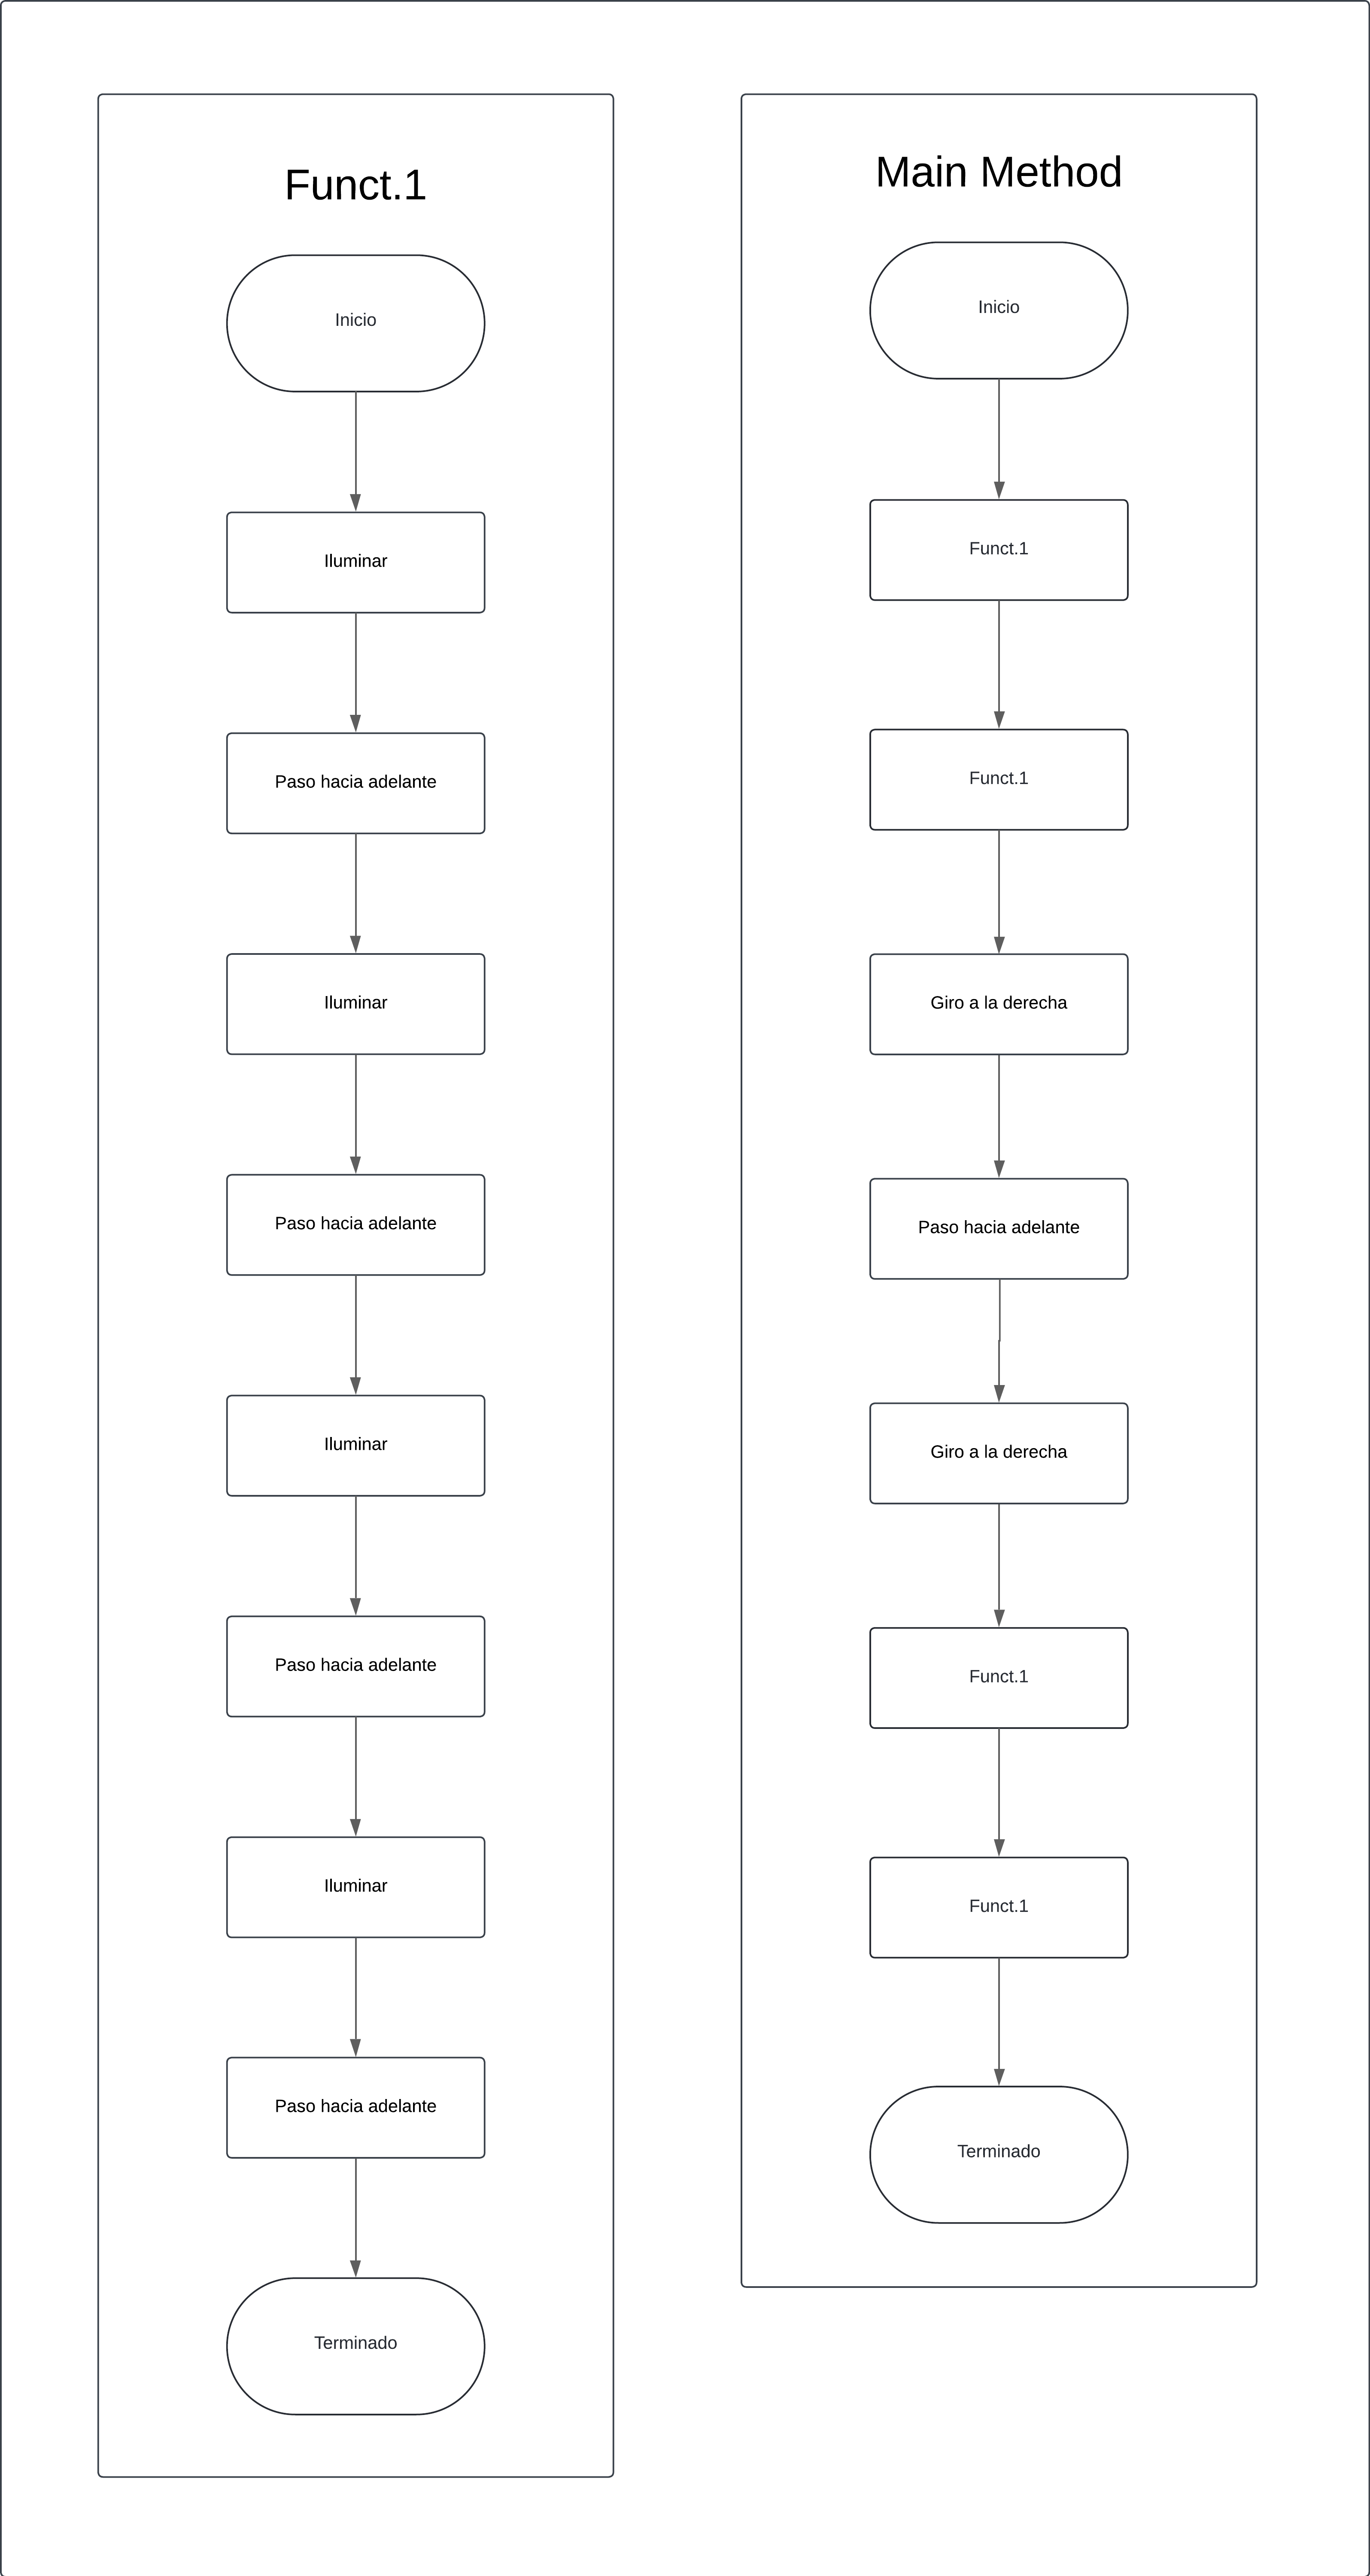 Funct.1
Inicio
Iluminar
Paso hacia adelante
Iluminar
Paso hacia adelante
Iluminar
Paso hacia adelante
Iluminar
Paso hacia adelante
Terminado
Main Method
Inicio
Funct.1
Funct.1
Giro a la derecha
Paso hacia adelante
Giro a la derecha
Funct.1
Funct.1
Terminado